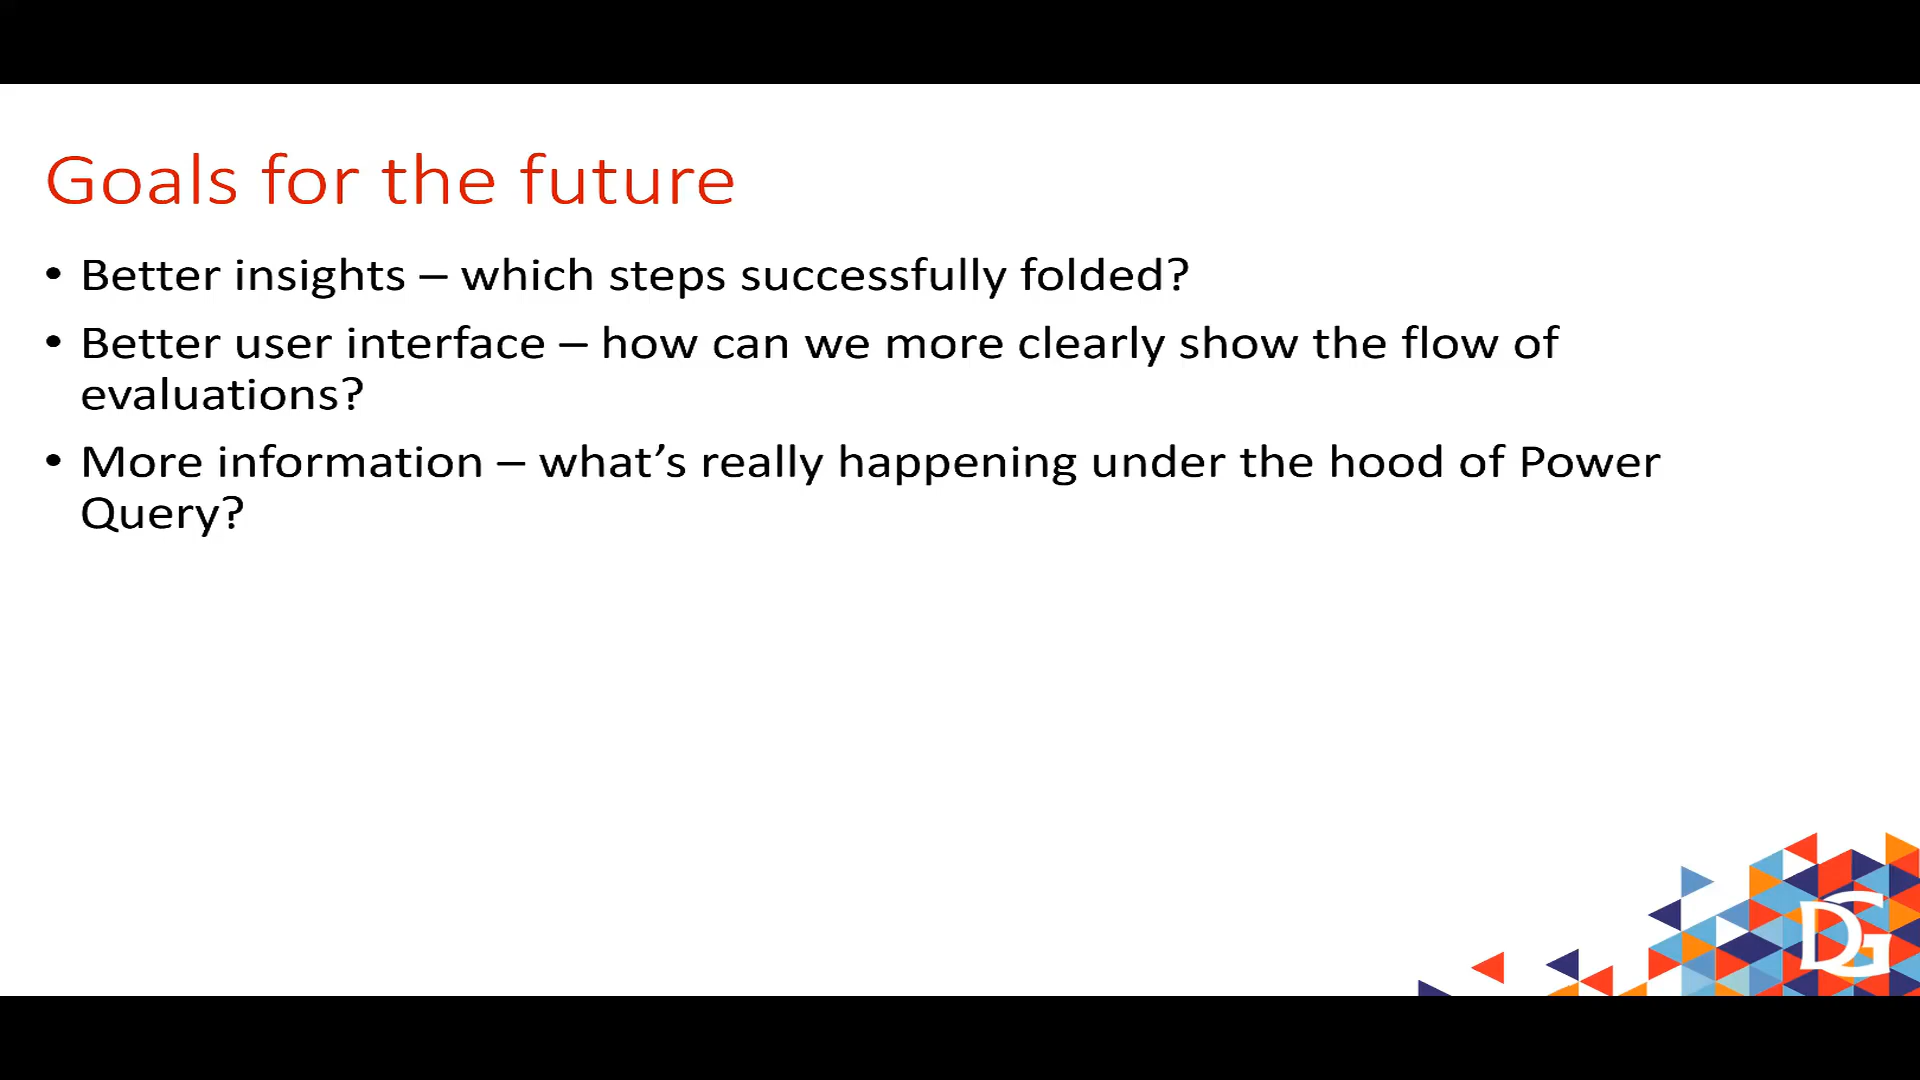 Goals for the future
• Better insights – which steps successfully folded?
• Better user interface – how can we more clearly show the flow of
evaluations?
• More information – what’s really happening under the hood of Power
Query?
DG